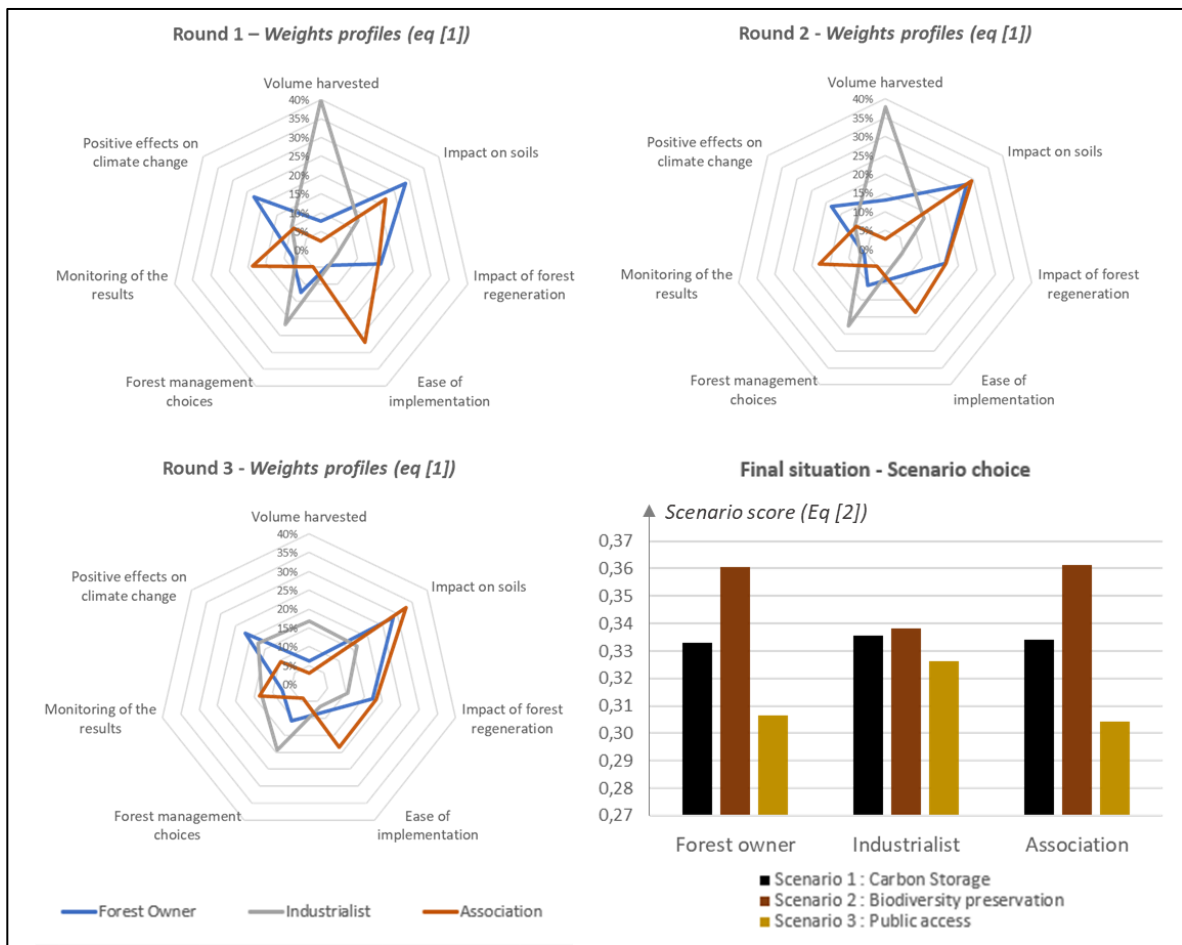 Round 1 – Weights profiles (eq [1])
Volume harvested
40%
35%
30%
25%
20%
15%
10%
5%
0%
Positive effects on
climate change
Impact on soils
Monitoring of the
results
Impact of forest
regeneration
Forest management
choices
Ease of
implementation
Round 2 - Weights profiles (eq [1])
Volume harvested
40%
35%
30%
25%
20%
15%
10%
5%
0%
Positive effects on
climate change
Impact on soils
Monitoring of the
results
Impact of forest
regeneration
Forest management
choices
Ease of
implementation
Round 3 - Weights profiles (eq [1])
Volume harvested
40%
35%
30%
25%
20%
15%
10%
5%
0%
Positive effects on
climate change
Impact on soils
Monitoring of the
results
Impact of forest
regeneration
Forest management
choices
Ease of
implementation
Forest Owner
Industrialist
Association
Final situation - Scenario choice
Scenario score (Eq [2])
0,37
0,36
0,34
0,33
0,32
0,31
0,30
0,29
0,28
0,27
Forest owner
Industrialist
Association
Scenario 1 : Carbon Storage
Scenario 2 : Biodiversity preservation
Scenario 3 : Public access